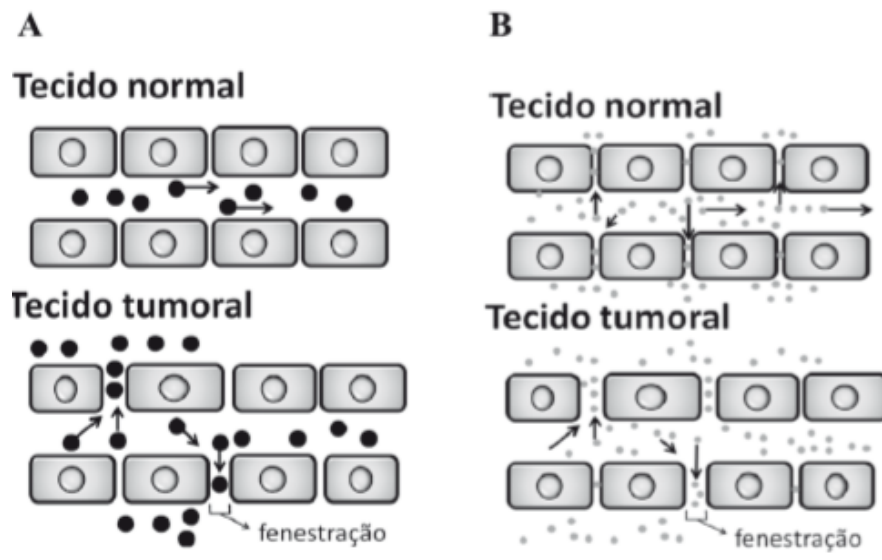 A
Tecido normal
Tecido tumoral
fenestração
B
Tecido normal
Tecido tumoral
fenestração